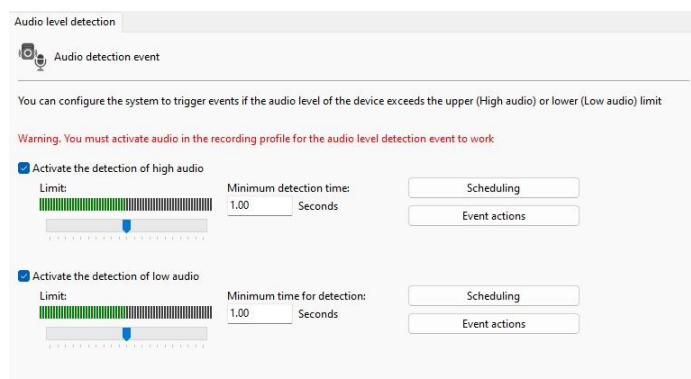 Audio level detection
Audio detection event
You can configure the system to trigger events if the audio level of the device exceeds the upper (High audio) or lower (Low audio) limit
Warning. You must activate audio in the recording profile for the audio level detection event to work
Activate the detection of high audio
Limit: Minimum detection time: Scheduling
1.00 Seconds
Event actions
Activate the detection of low audio
Limit: Minimum time for detection: Scheduling
1.00 Seconds
Event actions